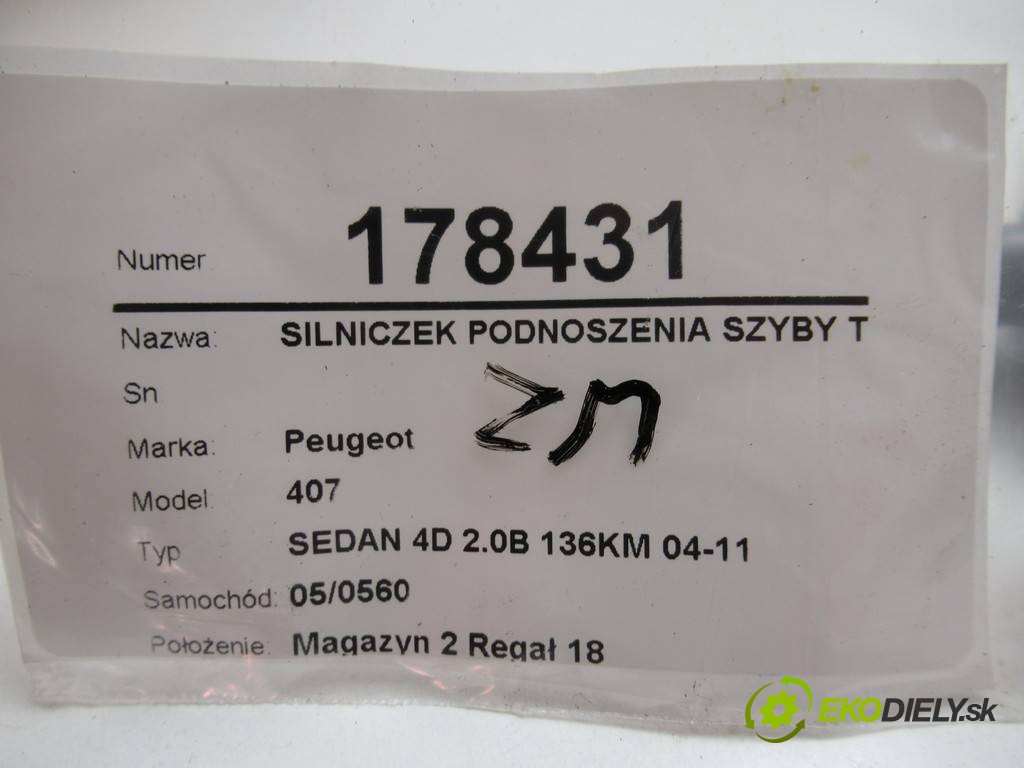 Numer 178431
Nazwa: SILNICZEK PODNOSZENIA SZYBY T
Sn
Marka: Peugeot
Model: 407
Typ SEDAN 4D 2.0B 136KM 04-11
Samochód: 05/0560
Położenie: Magazyn 2 Regał 18
EKODIELY.sk